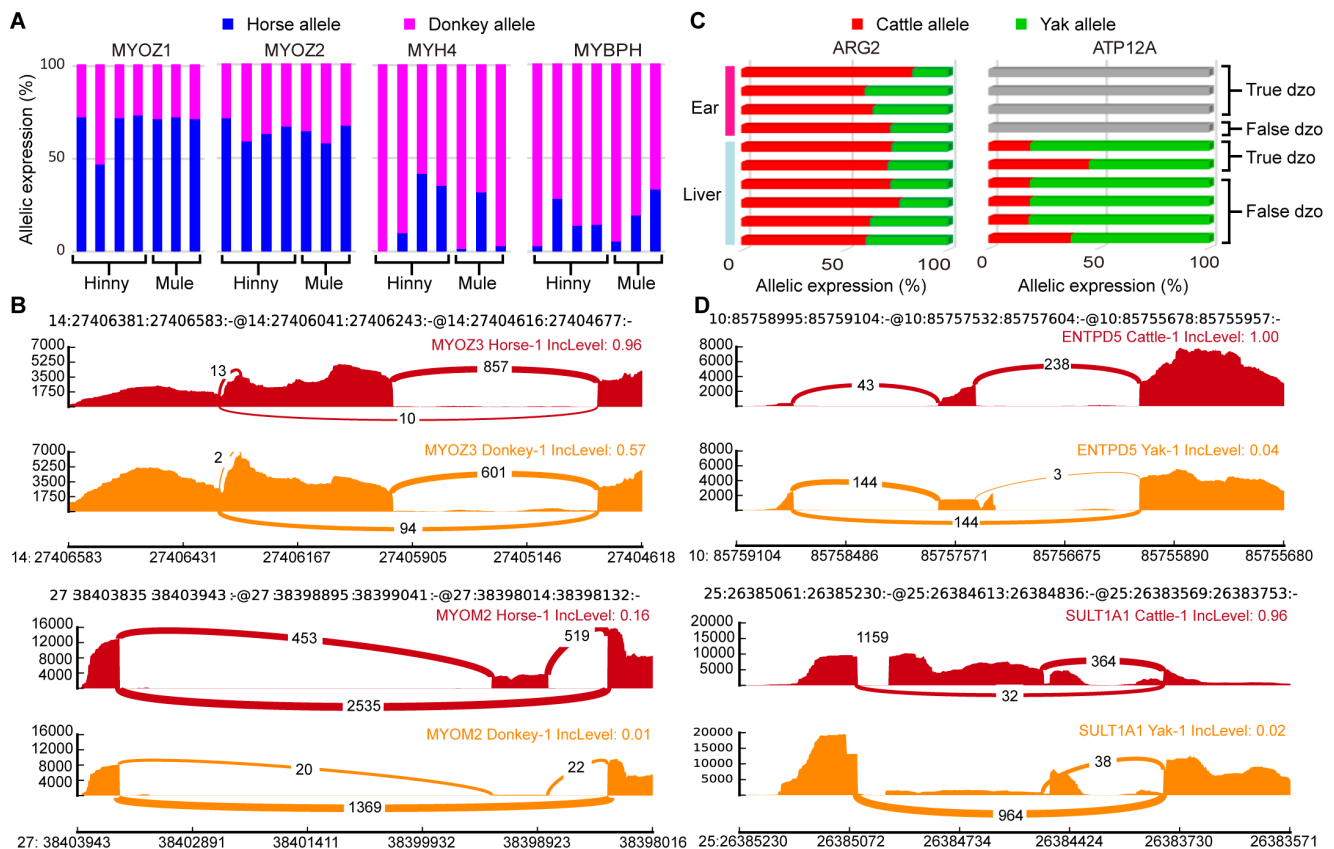 A
Horse allele Donkey allele
MYOZ1 MYOZ2 MYH4 MYBPH
Allelic expression (%)
100
50
0
Hinny Mule Hinny Mule Hinny Mule Hinny Mule
C
Cattle allele Yak allele
ARG2 ATP12A
Ear
Liver
True dzo
False dzo
True dzo
False dzo
0 50 100 0 50 100
Allelic expression (%) Allelic expression (%)
B
14:27406381:27406583:-@14:27406041:27406243:-@14:27404616:27404677:-
MYOZ3 Horse-1 IncLevel: 0.96
7000
5250
3500
1750
13
857
10
MYOZ3 Donkey-1 IncLevel: 0.57
7000
5250
3500
1750
2
601
94
14: 27406583 27406431 27406167 27405905 27405146 27404618
27 38403835 38403943 :-@27 :38398895 :38399041:-@27 :38398014:38398132:-
MYOM2 Horse-1 IncLevel: 0.16
16000
12000
8000
4000
453
519
2535
MYOM2 Donkey-1 IncLevel: 0.01
16000
12000
8000
4000
20
22
1369
27: 38403943 38402891 38401411 38399932 38398923 38398016
D
10:85758995:85759104:-@10:85757532:85757604:-@10:85755678:85755957:-
ENTPD5 Cattle-1 IncLevel: 1.00
8000
6000
4000
2000
43
238
ENTPD5 Yak-1 IncLevel: 0.04
8000
6000
4000
2000
144
3
144
10: 85759104 85758486 85757571 85766675 85755890 85755680
25:26385061:26385230:-@25:26384613:26384836:-@25:26383569:26383753:-
SULT1A1 Cattle-1 IncLevel: 0.96
20000
15000
10000
5000
1159
364
32
SULT1A1 Yak-1 IncLevel: 0.02
20000
15000
10000
5000
38
964
25:26385230 26385072 26384734 26384424 26383730 26383571